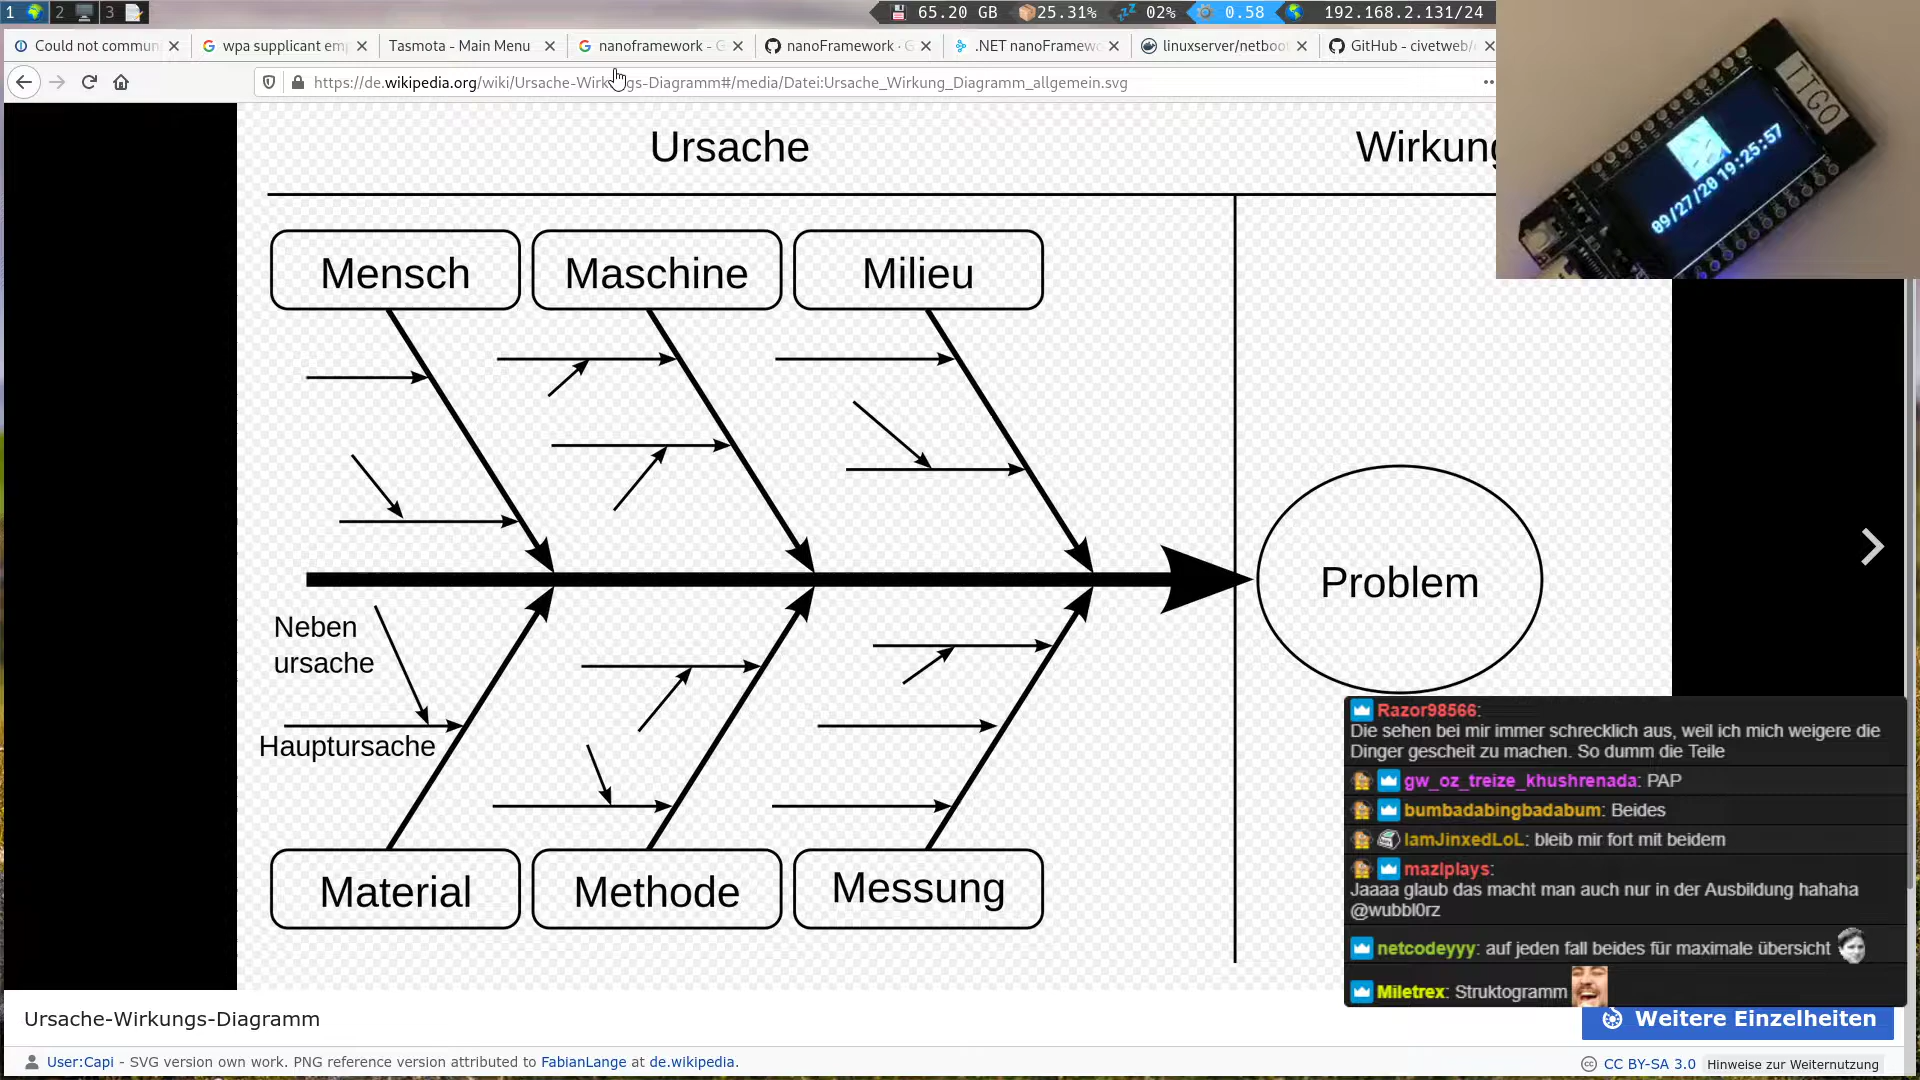 1 2 3 65.20 GB 25.31% 02% 0.58 192.168.2.131/24
Could not commun
wpa supplicant em
Tasmota - Main Menu
nanoframework - G
nanoFramework · G
.NET nanoFramewo
linuxserver/netboo
GitHub - civetweb/
https://de.wikipedia.org/wiki/Ursache-Wirkungs-Diagramm#/media/Datei:Ursache_Wirkung_Diagramm_allgemein.svg
TTGO
09/27/20 19:25:57
Ursache
Wirkung
Mensch
Maschine
Milieu
Problem
Neben
ursache
Hauptursache
Material
Methode
Messung
Razor98566:
Die sehen bei mir immer schrecklich aus, weil ich mich weigere die
Dinger gescheit zu machen. So dumm die Teile
gw_oz_treize_khushrenada: PAP
bumbadabingbadabum: Beides
IamJinxedLoL: bleib mir fort mit beidem
maziplays:
Jaaaa glaub das macht man auch nur in der Ausbildung hahaha
@wubbl0rz
netcodeyyy: auf jeden fall beides für maximale übersicht
Miletrex: Struktogramm
Ursache-Wirkungs-Diagramm
Weitere Einzelheiten
User:Capi - SVG version own work. PNG reference version attributed to FabianLange at de.wikipedia.
CC BY-SA 3.0
Hinweise zur Weiternutzung